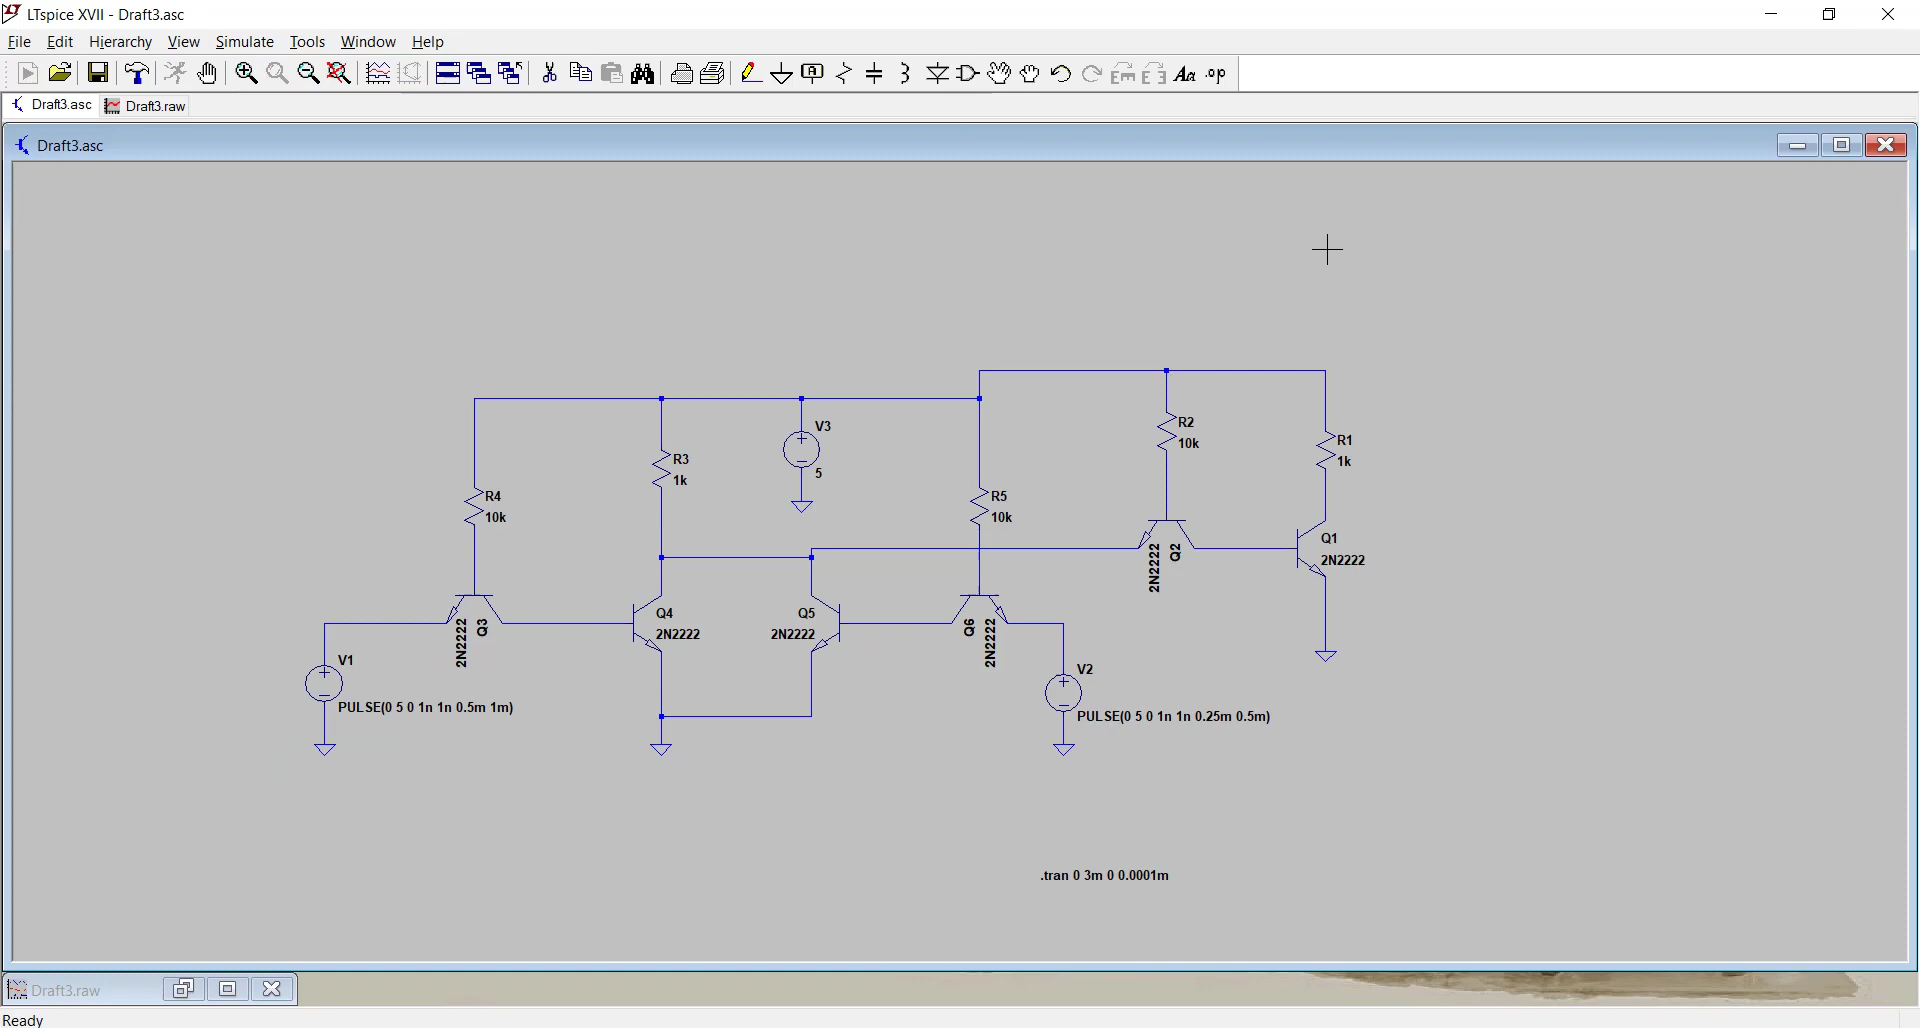 LTspice XVII - Draft3.asc
File Edit Hierarchy View Simulate Tools Window Help
A Aa .op
Draft3.asc Draft3.raw
Draft3.asc
R2
10k
V3
5
R1
1k
R3
1k
R4
10k
R5
10k
Q1
2N2222
2N2222
Q2
Q4
2N2222
Q5
2N2222
2N2222
Q3
Q6
2N2222
V1
PULSE(0 5 0 1n 1n 0.5m 1m)
V2
PULSE(0 5 0 1n 1n 0.25m 0.5m)
.tran 0 3m 0 0.0001m
Draft3.raw
Ready